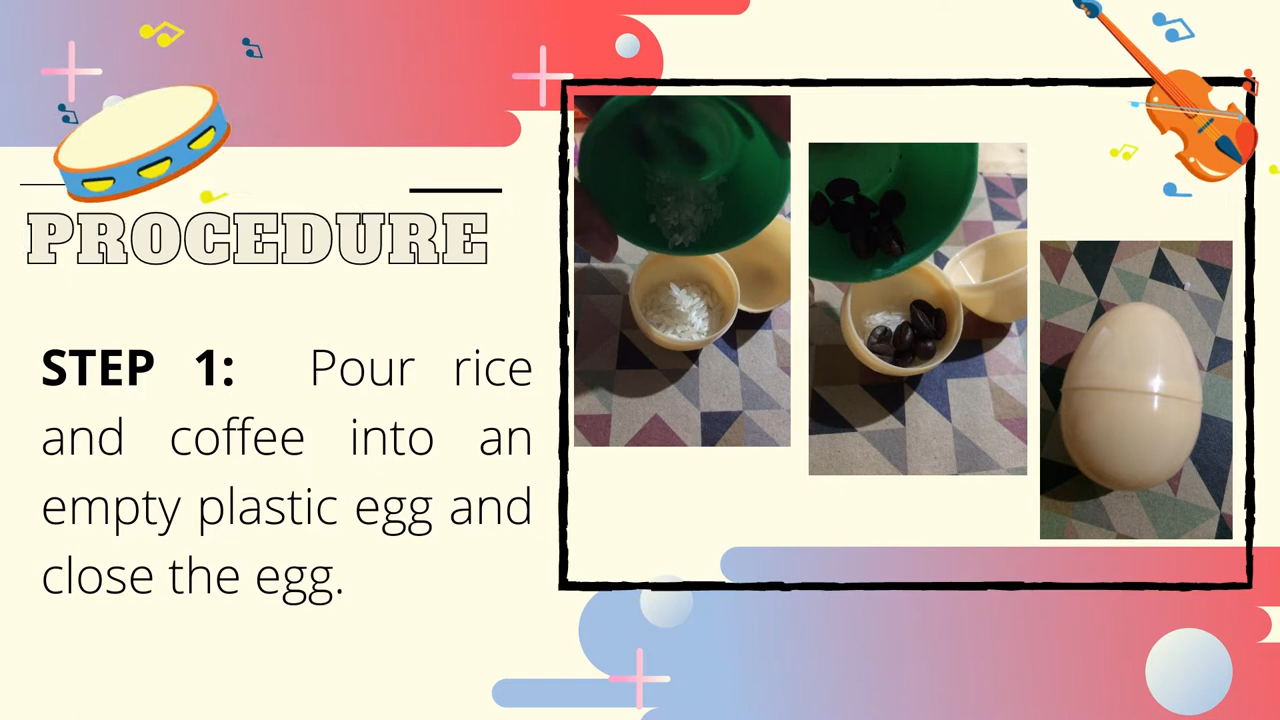 PROCEDURE
STEP 1: Pour rice
and coffee into an
empty plastic egg and
close the egg.